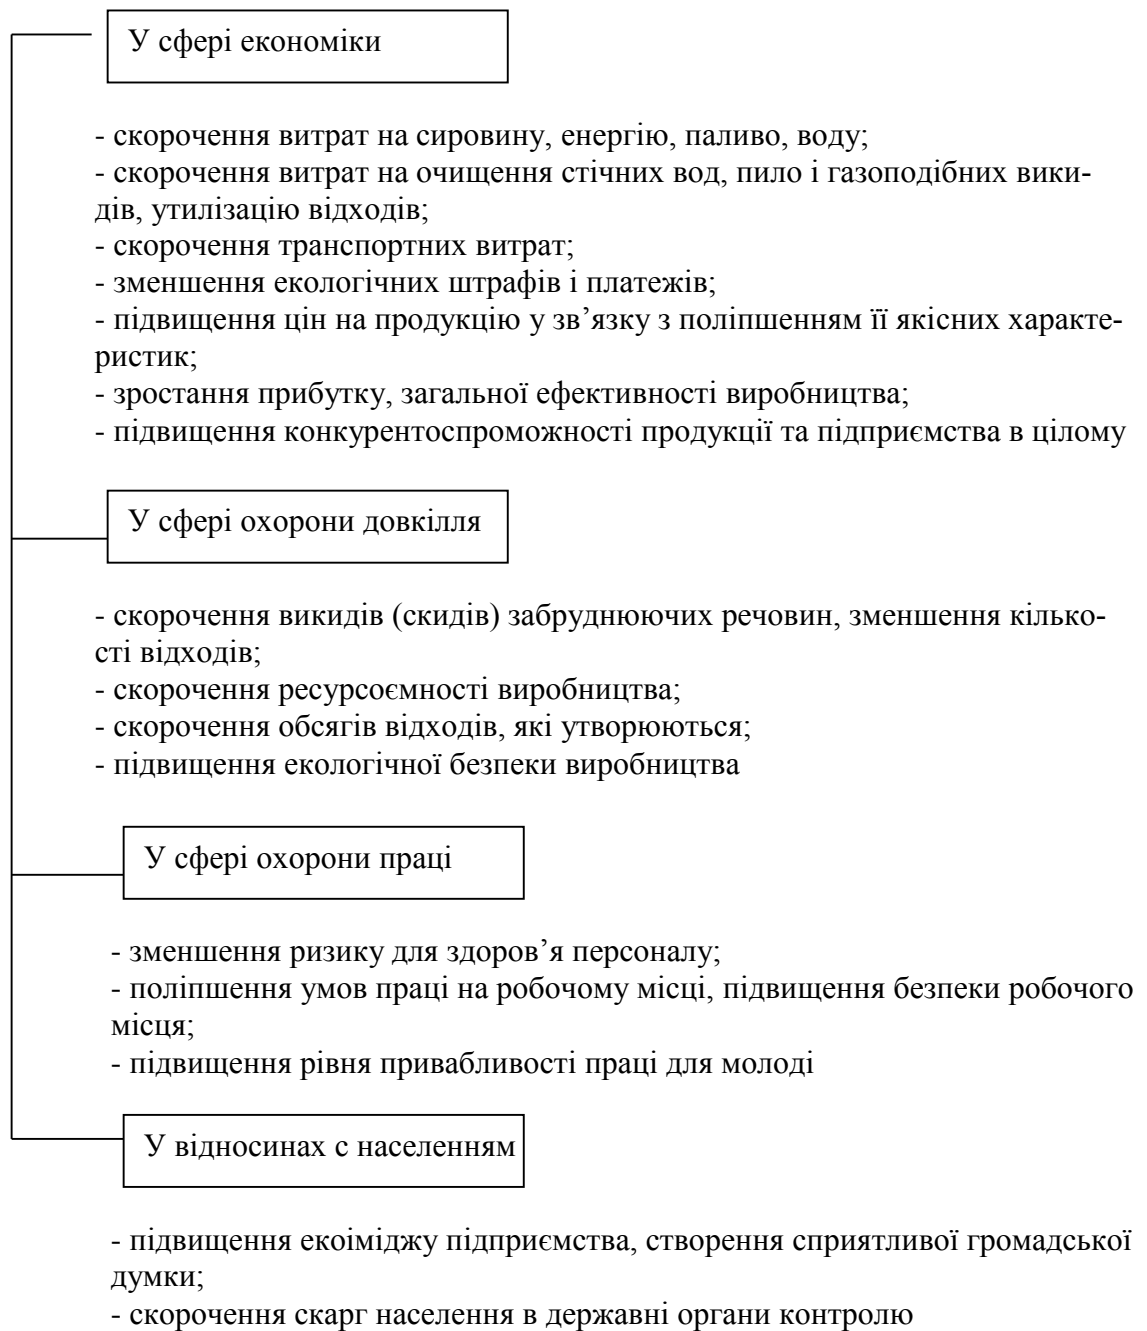 У сфері економіки
- скорочення витрат на сировину, енергію, паливо, воду;
- скорочення витрат на очищення стічних вод, пило і газоподібних вики-
дів, утилізацію відходів;
- скорочення транспортних витрат;
- зменшення екологічних штрафів і платежів;
- підвищення цін на продукцію у зв’язку з поліпшенням її якісних характе-
ристик;
- зростання прибутку, загальної ефективності виробництва;
- підвищення конкурентоспроможності продукції та підприємства в цілому
У сфері охорони довкілля
- скорочення викидів (скидів) забруднюючих речовин, зменшення кілько-
сті відходів;
- скорочення ресурсоємності виробництва;
- скорочення обсягів відходів, які утворюються;
- підвищення екологічної безпеки виробництва
У сфері охорони праці
- зменшення ризику для здоров’я персоналу;
- поліпшення умов праці на робочому місці, підвищення безпеки робочого
місця;
- підвищення рівня привабливості праці для молоді
У відносинах с населенням
- підвищення екоіміджу підприємства, створення сприятливої громадської
думки;
- скорочення скарг населення в державні органи контролю